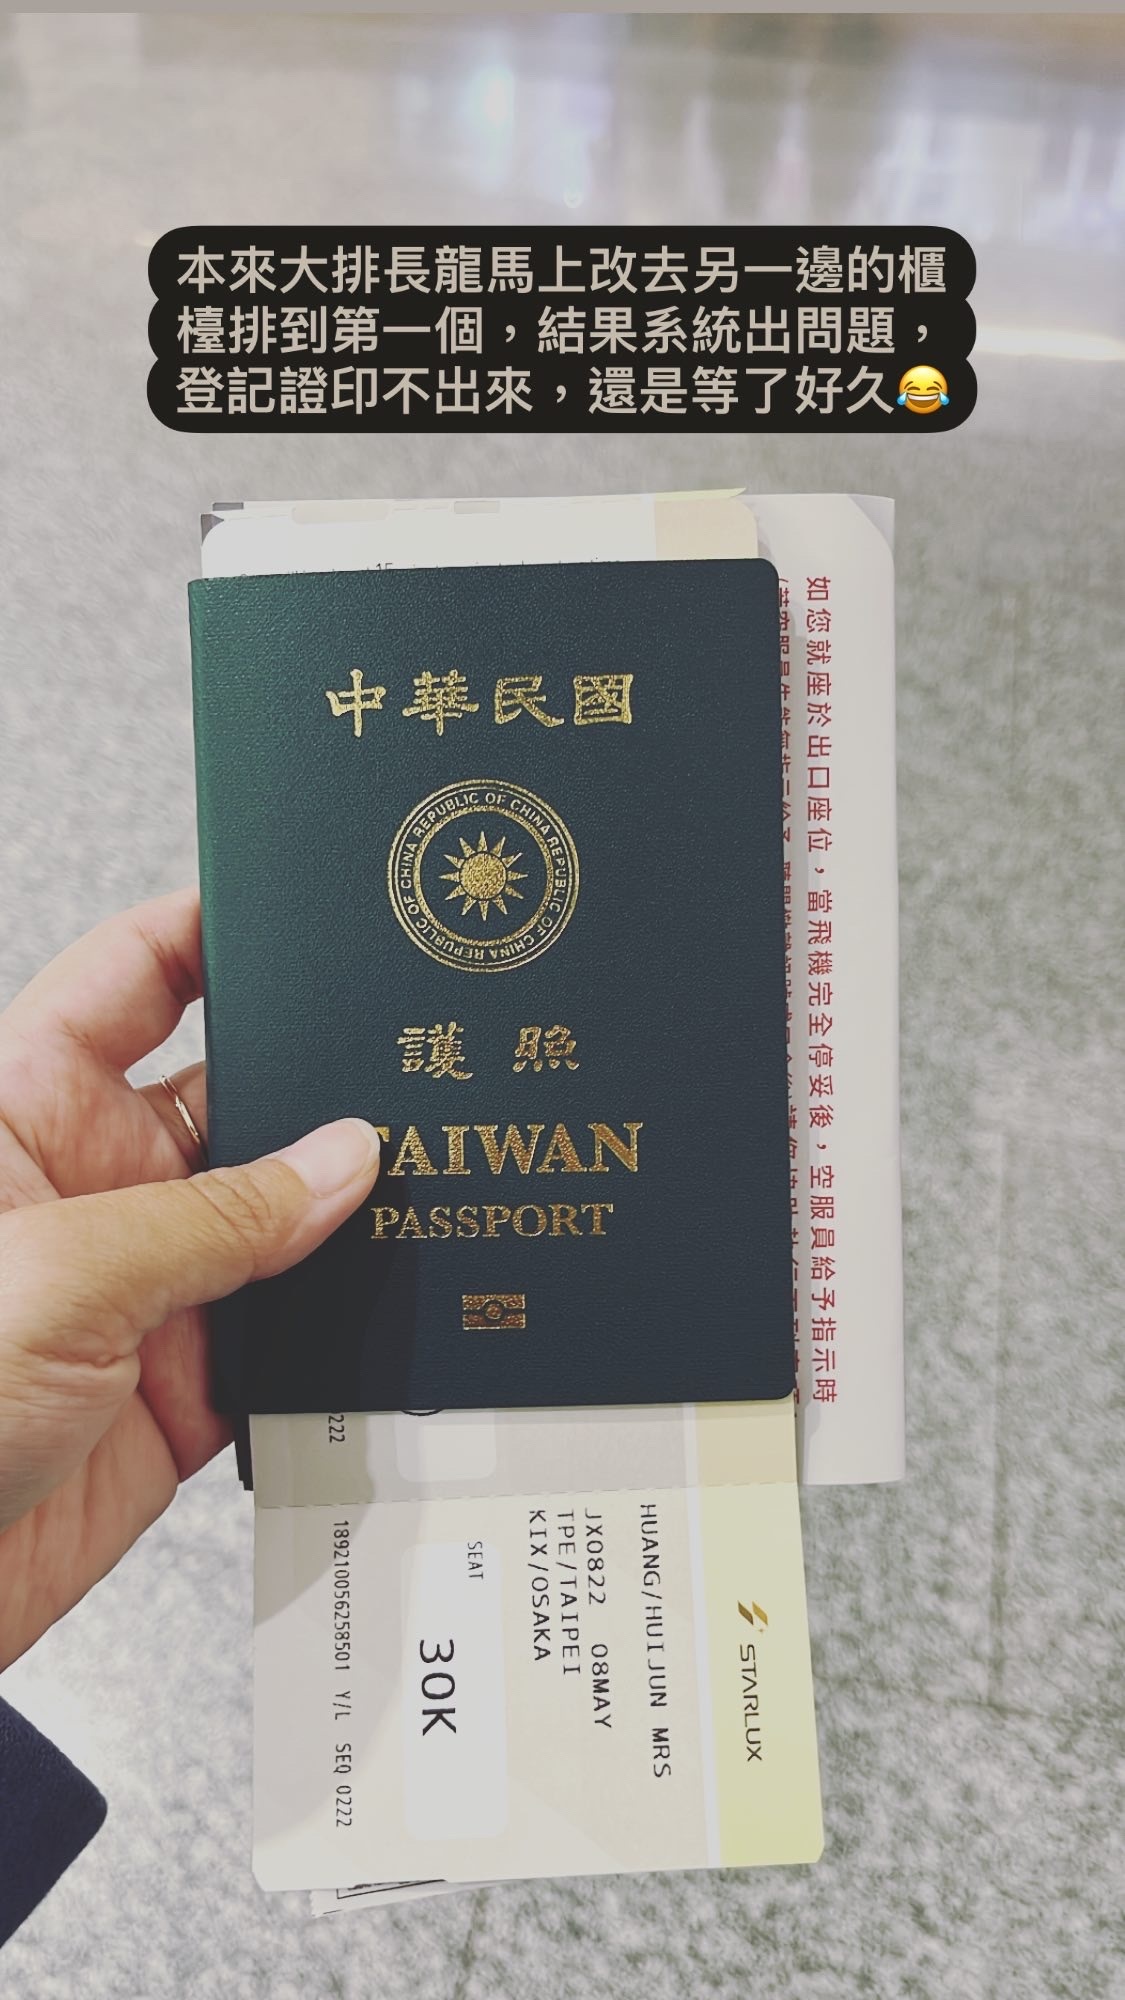 本來大排長龍馬上改去另一邊的櫃
檯排到第一個，結果系統出問題，
登記證印不出來，還是等了好久😂
中華民國
REPUBLIC OF CHINA REPUBLIC OF CHINA REPUBLIC OF CHINA
護照
TAIWAN
PASSPORT
如您就座於出口座位，當飛機完全停妥後，空服員給予指示時
222
STARLUX
HUANG/HUIJUN MRS
JX0822 08MAY
TPE/TAIPEI
KIX/OSAKA
SEAT
30K
189210056258501 Y/L SEQ 0222